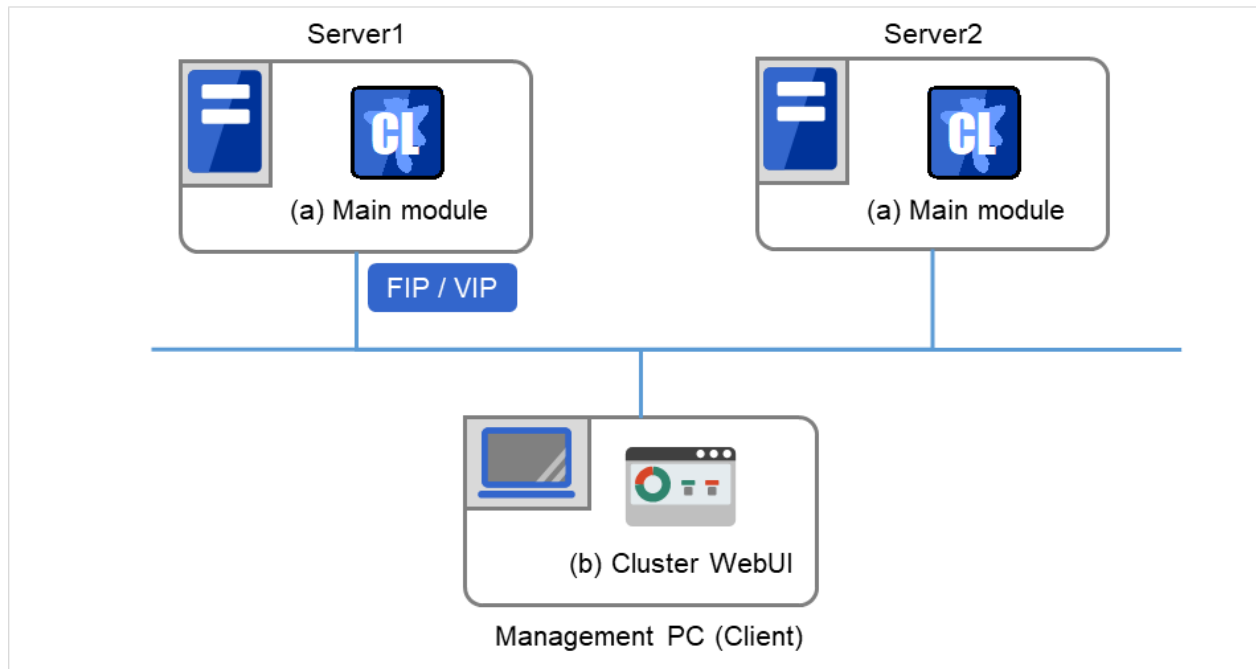 Server1
Server2
CL
CL
(a) Main module
(a) Main module
FIP / VIP
(b) Cluster WebUI
Management PC (Client)